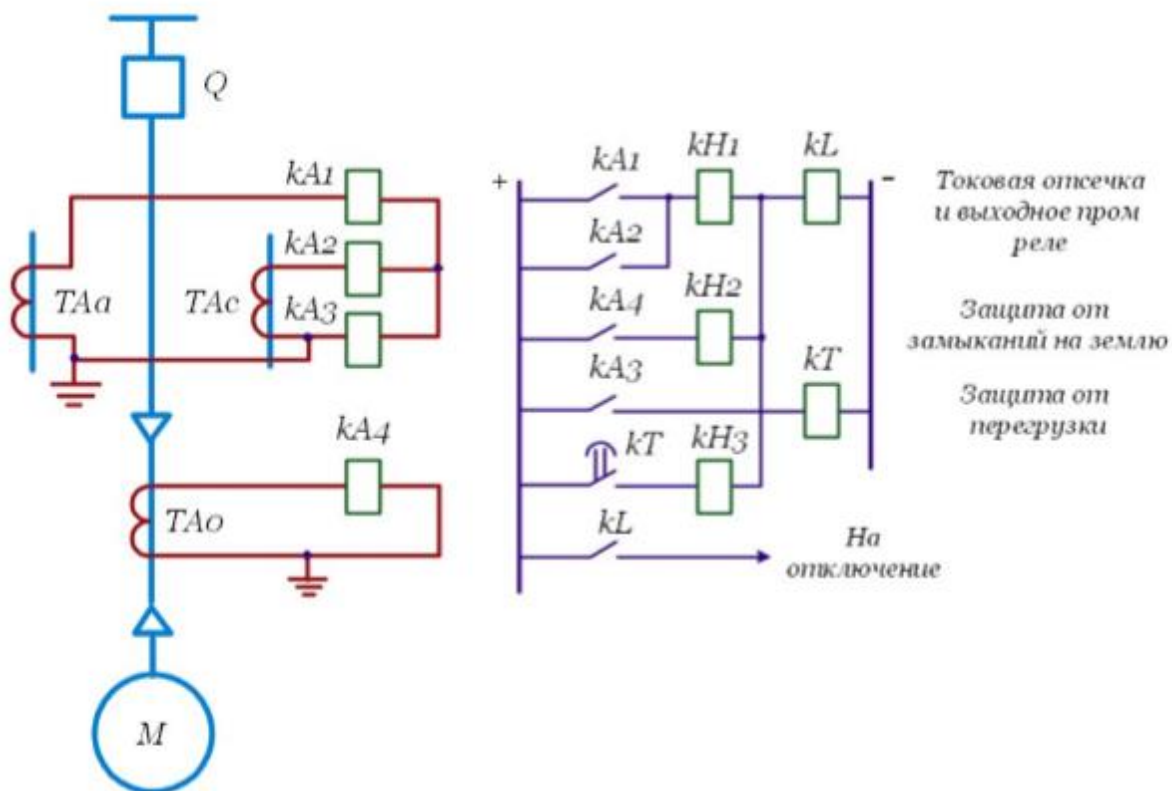 Q
kA1
kA2
kA3
TAa
TAc
kA4
TAo
M
+
kA1
kH1
kL
-
Токовая отсечка
и выходное пром
реле
kA2
kA4
kH2
Защита от
замыканий на землю
kA3
kT
Защита от
перегрузки
kT
kH3
kL
На
отключение